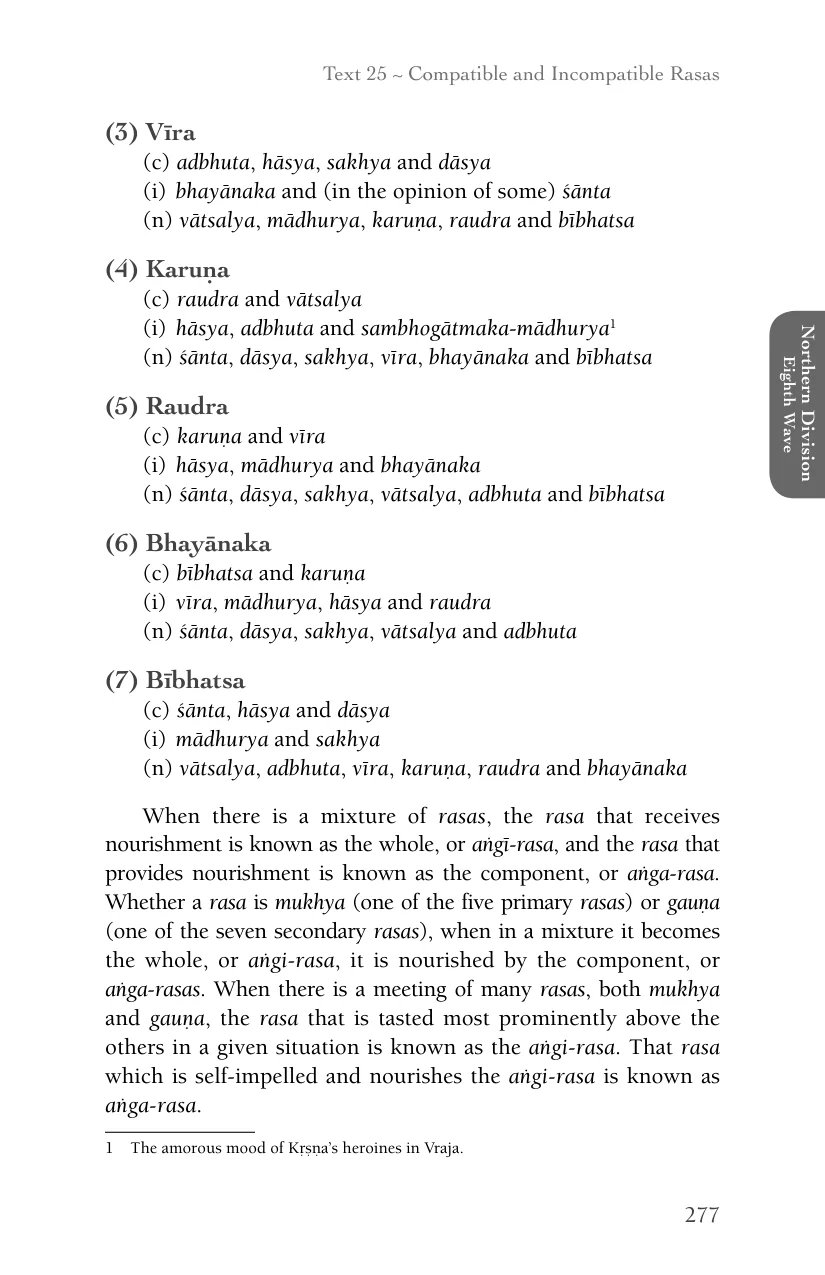 Text 25 ~ Compatible and Incompatible Rasas
(3) Vīra
(c) adbhuta, hāsya, sakhya and dāsya
(i) bhayānaka and (in the opinion of some) śānta
(n) vātsalya, mādhurya, karuṇa, raudra and bībhatsa
(4) Karuṇa
(c) raudra and vātsalya
(i) hāsya, adbhuta and sambhogātmaka-mādhurya¹
(n) śānta, dāsya, sakhya, vīra, bhayānaka and bībhatsa
(5) Raudra
(c) karuṇa and vīra
(i) hāsya, mādhurya and bhayānaka
(n) śānta, dāsya, sakhya, vātsalya, adbhuta and bībhatsa
(6) Bhayānaka
(c) bībhatsa and karuṇa
(i) vīra, mādhurya, hāsya and raudra
(n) śānta, dāsya, sakhya, vātsalya and adbhuta
(7) Bībhatsa
(c) śānta, hāsya and dāsya
(i) mādhurya and sakhya
(n) vātsalya, adbhuta, vīra, karuṇa, raudra and bhayānaka
When there is a mixture of rasas, the rasa that receives
nourishment is known as the whole, or aṅgī-rasa, and the rasa that
provides nourishment is known as the component, or aṅga-rasa.
Whether a rasa is mukhya (one of the five primary rasas) or gauṇa
(one of the seven secondary rasas), when in a mixture it becomes
the whole, or aṅgi-rasa, it is nourished by the component, or
aṅga-rasas. When there is a meeting of many rasas, both mukhya
and gauṇa, the rasa that is tasted most prominently above the
others in a given situation is known as the aṅgi-rasa. That rasa
which is self-impelled and nourishes the aṅgi-rasa is known as
aṅga-rasa.
1 The amorous mood of Kṛṣṇa's heroines in Vraja.
277
Northern Division
Eighth Wave